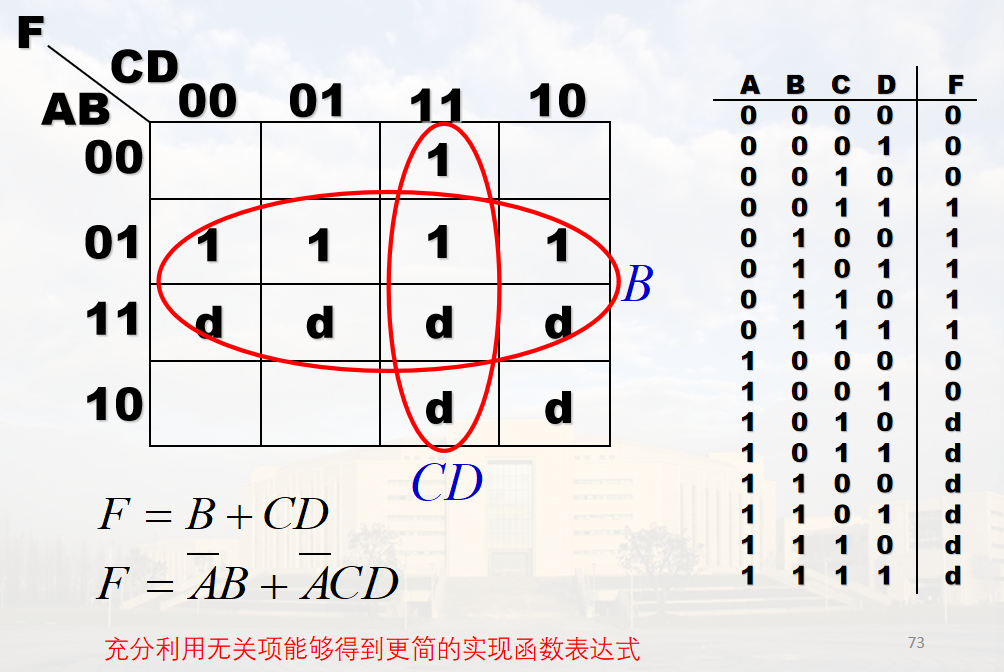 F
CD
AB
00 01 11 10
00 1
01 1 1 1 1
11 d d d d
10 d d
B
CD
F = B + CD
F = A̅B + A̅CD
充分利用无关项能够得到更简的实现函数表达式
A B C D F
0 0 0 0 0
0 0 0 1 0
0 0 1 0 0
0 0 1 1 1
0 1 0 0 1
0 1 0 1 1
0 1 1 0 1
0 1 1 1 1
1 0 0 0 0
1 0 0 1 0
1 0 1 0 d
1 0 1 1 d
1 1 0 0 d
1 1 0 1 d
1 1 1 0 d
1 1 1 1 d
73